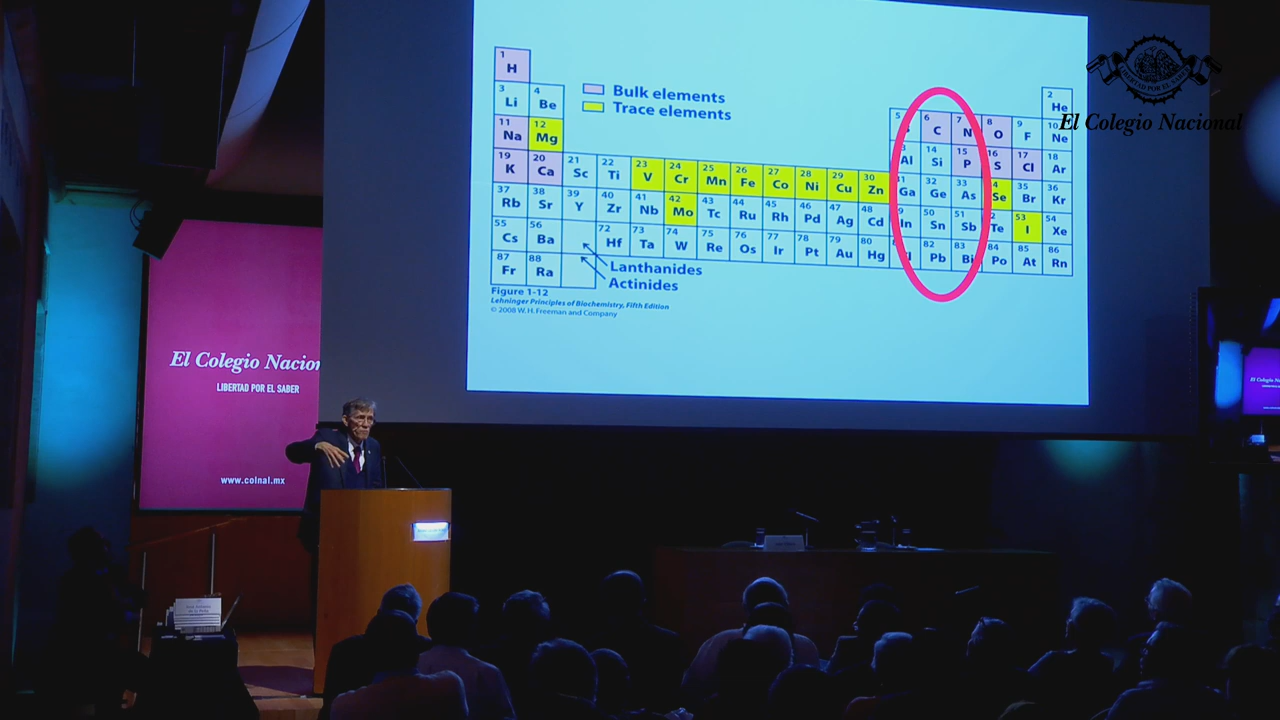 1
H
2
He
3 4
Li Be
Bulk elements
Trace elements
5 6 7 8 9 10
C N O F Ne
11 12
Na Mg
14 15 16 17 18
Al Si P S Cl Ar
19 20 21 22 23 24 25 26 27 28 29 30 32 33 35 36
K Ca Sc Ti V Cr Mn Fe Co Ni Cu Zn Ga Ge As Se Br Kr
37 38 39 40 41 42 43 44 45 46 47 48 50 51 53 54
Rb Sr Y Zr Nb Mo Tc Ru Rh Pd Ag Cd In Sn Sb Te I Xe
55 56 72 73 74 75 76 77 78 79 80 82 83 84 85 86
Cs Ba Hf Ta W Re Os Ir Pt Au Hg Pb Bi Po At Rn
87 88
Fr Ra
Lanthanides
Actinides
Figure 1-12
Lehninger Principles of Biochemistry, Fifth Edition
© 2008 W. H. Freeman and Company
LIBERTAD POR EL SABER
El Colegio Nacional
El Colegio Nacion
LIBERTAD POR EL SABER
www.colnal.mx